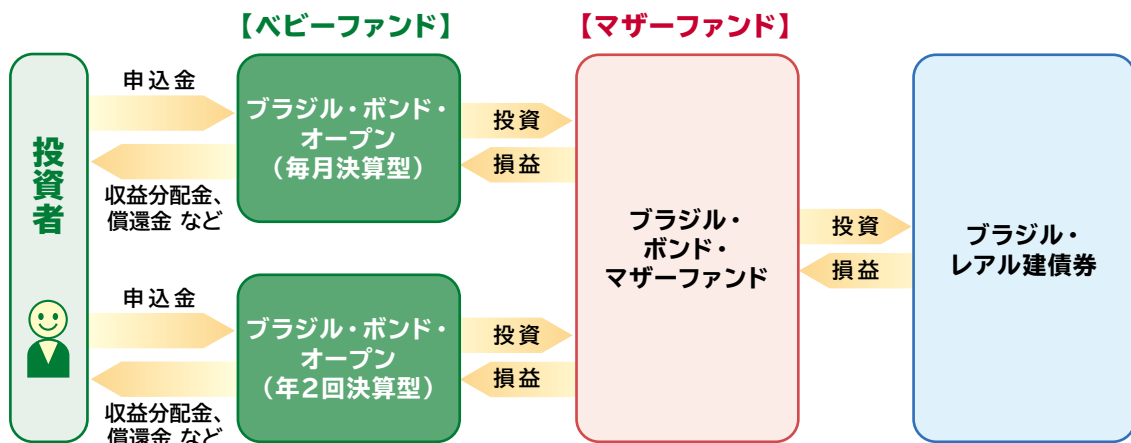 【ベビーファンド】
【マザーファンド】
投資者
申込金
収益分配金、
償還金 など
ブラジル・ボンド・
オープン
（毎月決算型）
投資
損益
申込金
収益分配金、
償還金 など
ブラジル・ボンド・
オープン
（年2回決算型）
投資
損益
ブラジル・
ボンド・
マザーファンド
投資
損益
ブラジル・
レアル建債券